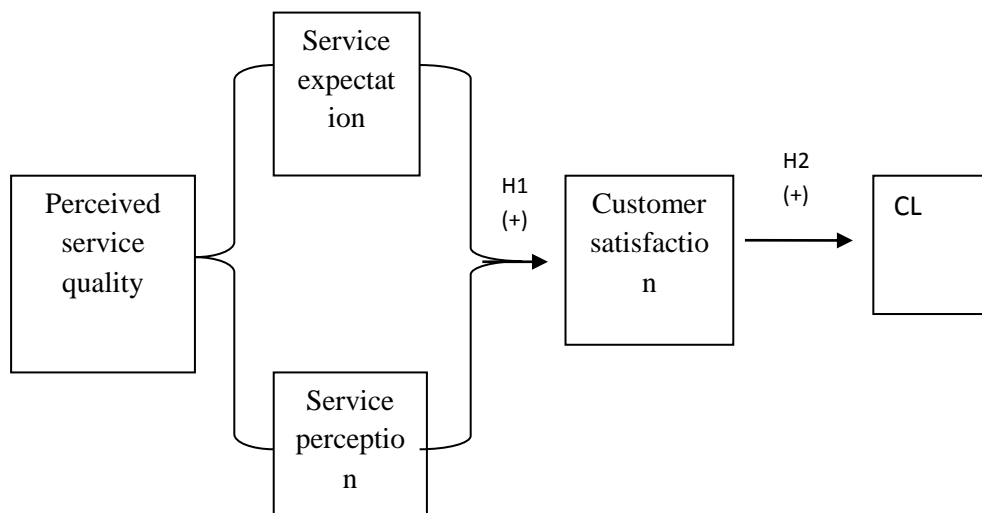 Service
expectat
ion
Perceived
service
quality
H1
(+)
Customer
satisfactio
n
H2
(+)
CL
Service
perceptio
n